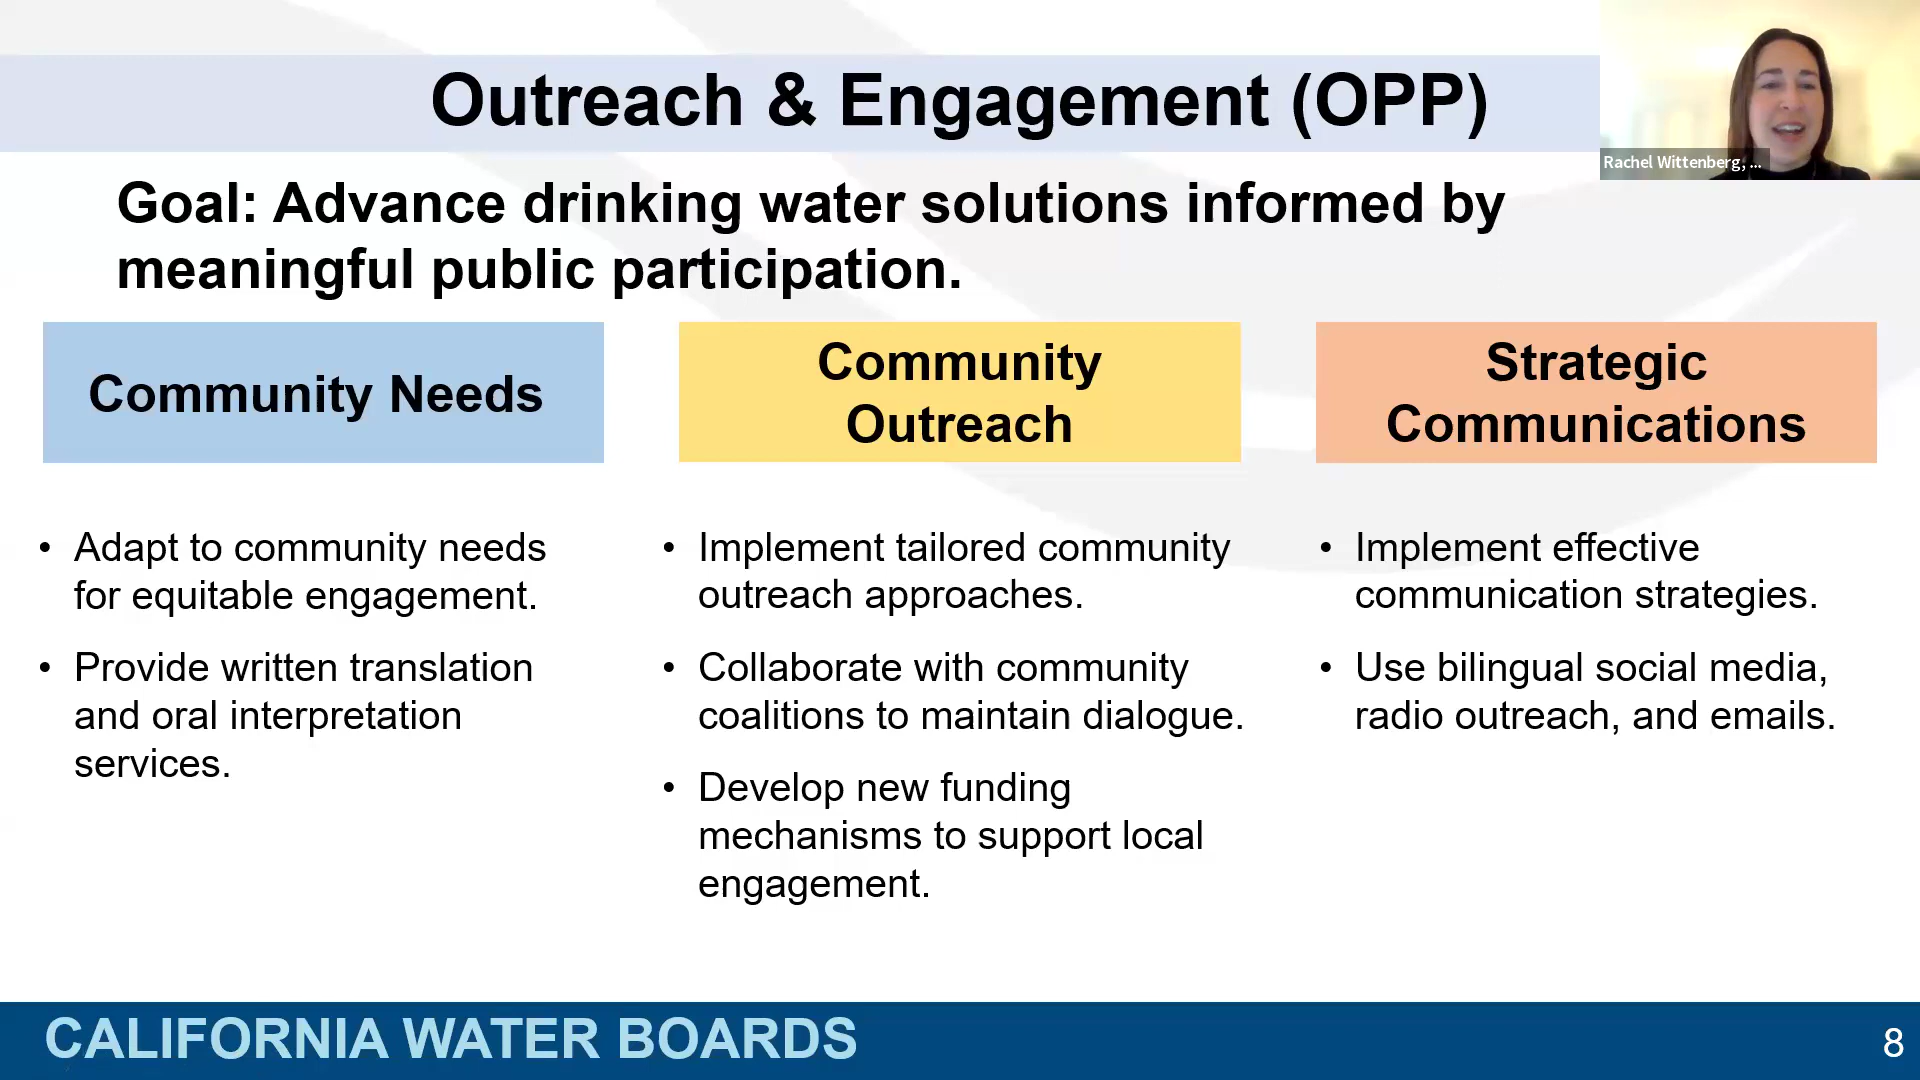 Outreach & Engagement (OPP)
Rachel Wittenberg, ...
Goal: Advance drinking water solutions informed by
meaningful public participation.
Community Needs
• Adapt to community needs
for equitable engagement.
• Provide written translation
and oral interpretation
services.
Community
Outreach
• Implement tailored community
outreach approaches.
• Collaborate with community
coalitions to maintain dialogue.
• Develop new funding
mechanisms to support local
engagement.
Strategic
Communications
• Implement effective
communication strategies.
• Use bilingual social media,
radio outreach, and emails.
CALIFORNIA WATER BOARDS
8